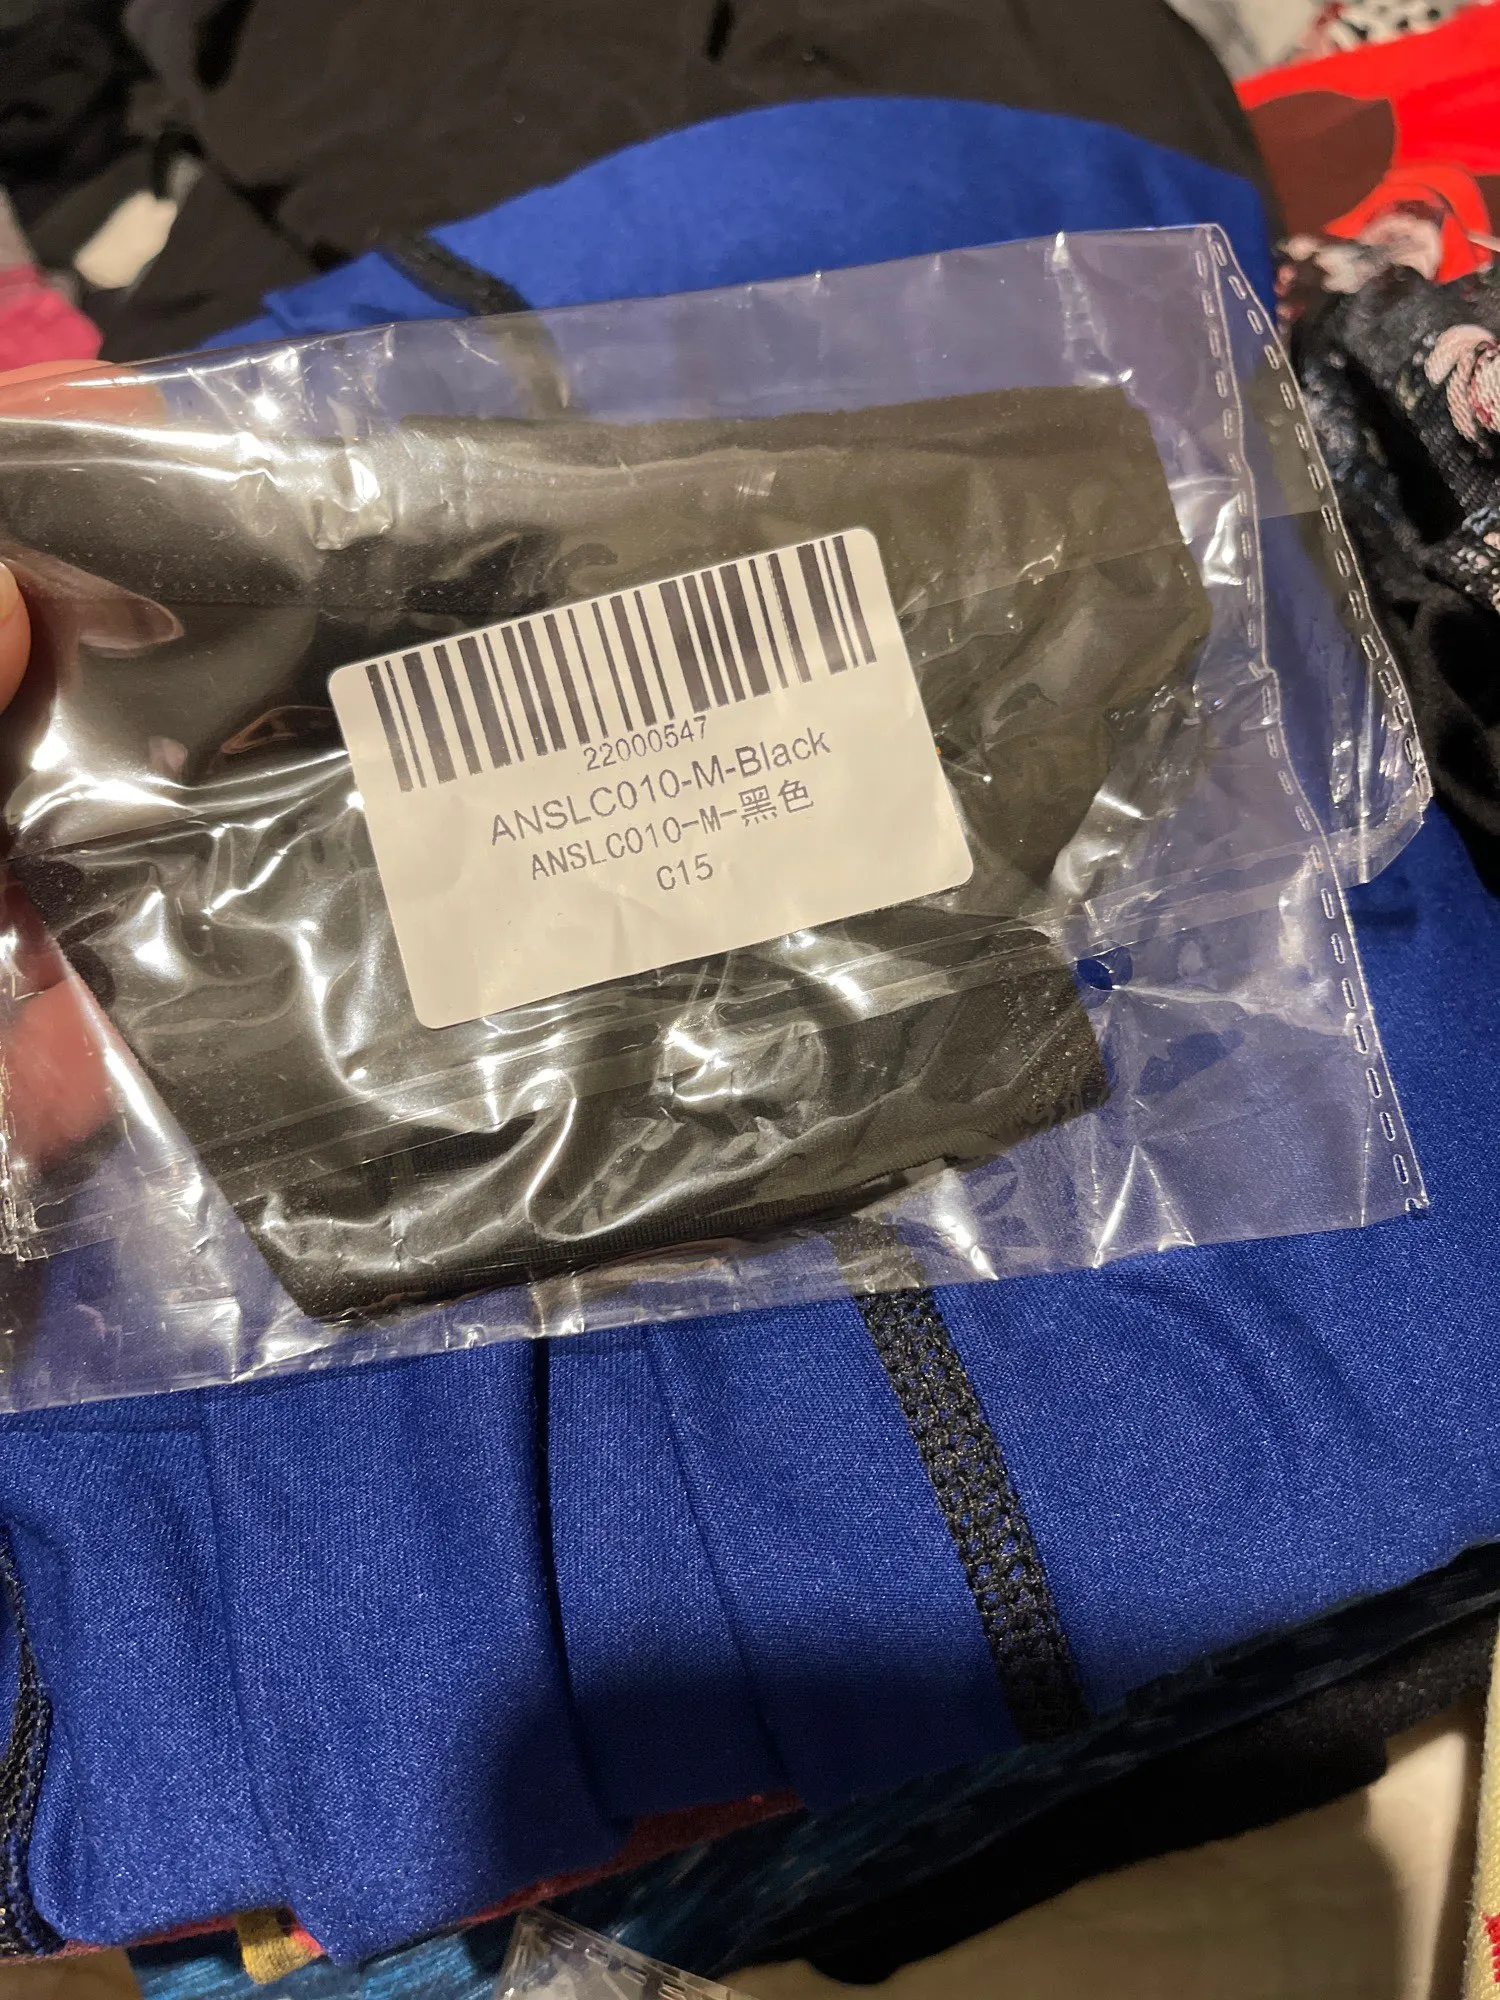 22000547
ANSLC010-M-Black
ANSLC010-M-黑色
C15